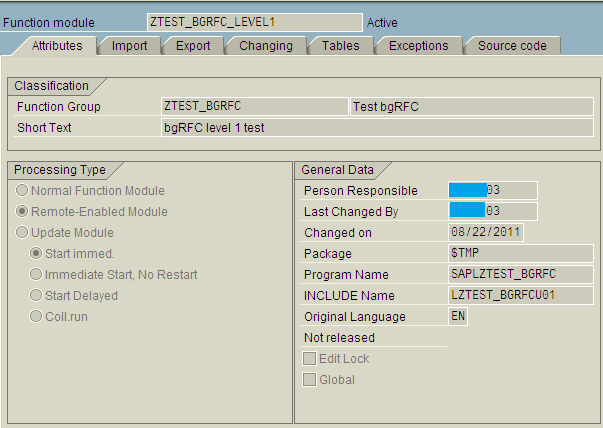 Function module ZTEST_BGRFC_LEVEL1 Active
Attributes Import Export Changing Tables Exceptions Source code
Classification
Function Group ZTEST_BGRFC Test bgRFC
Short Text bgRFC level 1 test
Processing Type
Normal Function Module
Remote-Enabled Module
Update Module
Start immed.
Immediate Start, No Restart
Start Delayed
Coll.run
General Data
Person Responsible 03
Last Changed By 03
Changed on 08/22/2011
Package $TMP
Program Name SAPLZTEST_BGRFC
INCLUDE Name LZTEST_BGRFCU01
Original Language EN
Not released
Edit Lock
Global